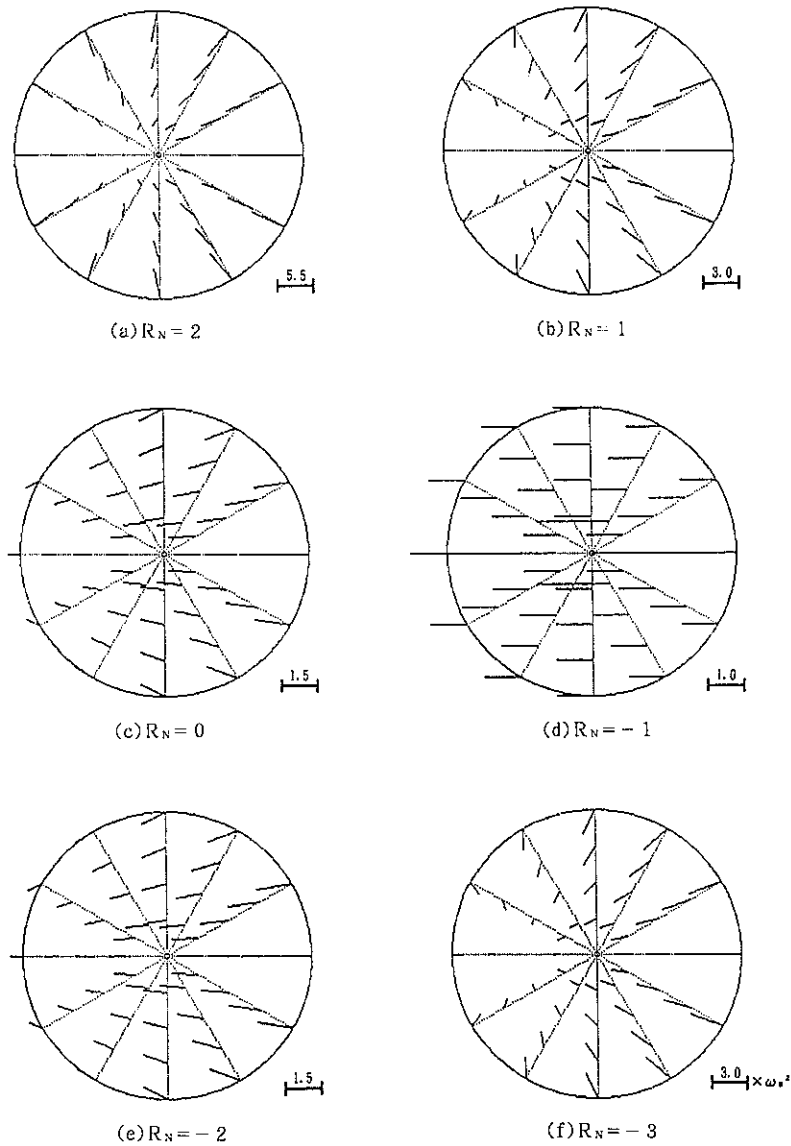 5.5
3.0
(a) R_N = 2
(b) R_N = 1
1.5
1.0
(c) R_N = 0
(d) R_N = - 1
1.5
3.0 ×ω₀²
(e) R_N = - 2
(f) R_N = - 3